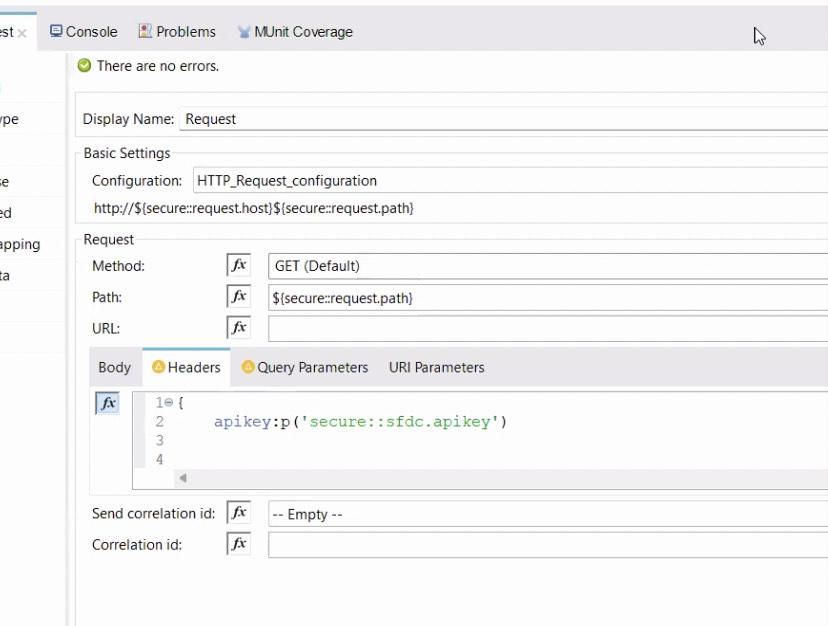 est Console Problems MUnit Coverage
There are no errors.
ype
Display Name: Request
Basic Settings
se
Configuration: HTTP_Request_configuration
ed
http://${secure::request.host}${secure::request.path}
apping
Request
ta
Method: fx GET (Default)
Path: fx ${secure::request.path}
URL: fx
Body Headers Query Parameters URI Parameters
fx 1 {
2 apikey:p('secure::sfdc.apikey')
3
4
Send correlation id: fx -- Empty --
Correlation id: fx